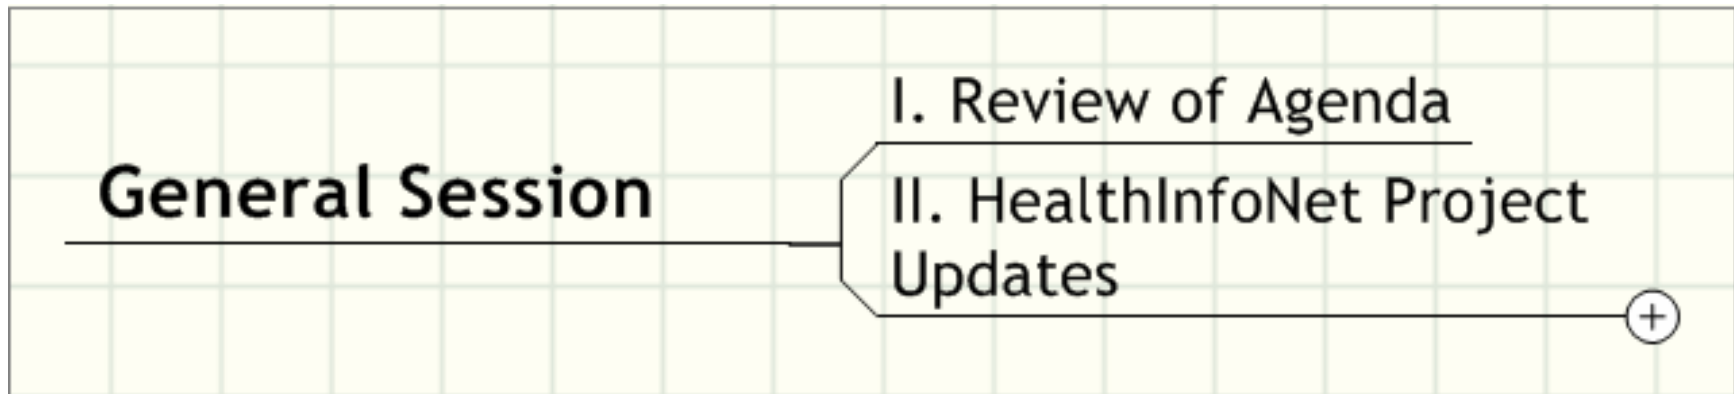 General Session
I. Review of Agenda
II. HealthInfoNet Project
Updates